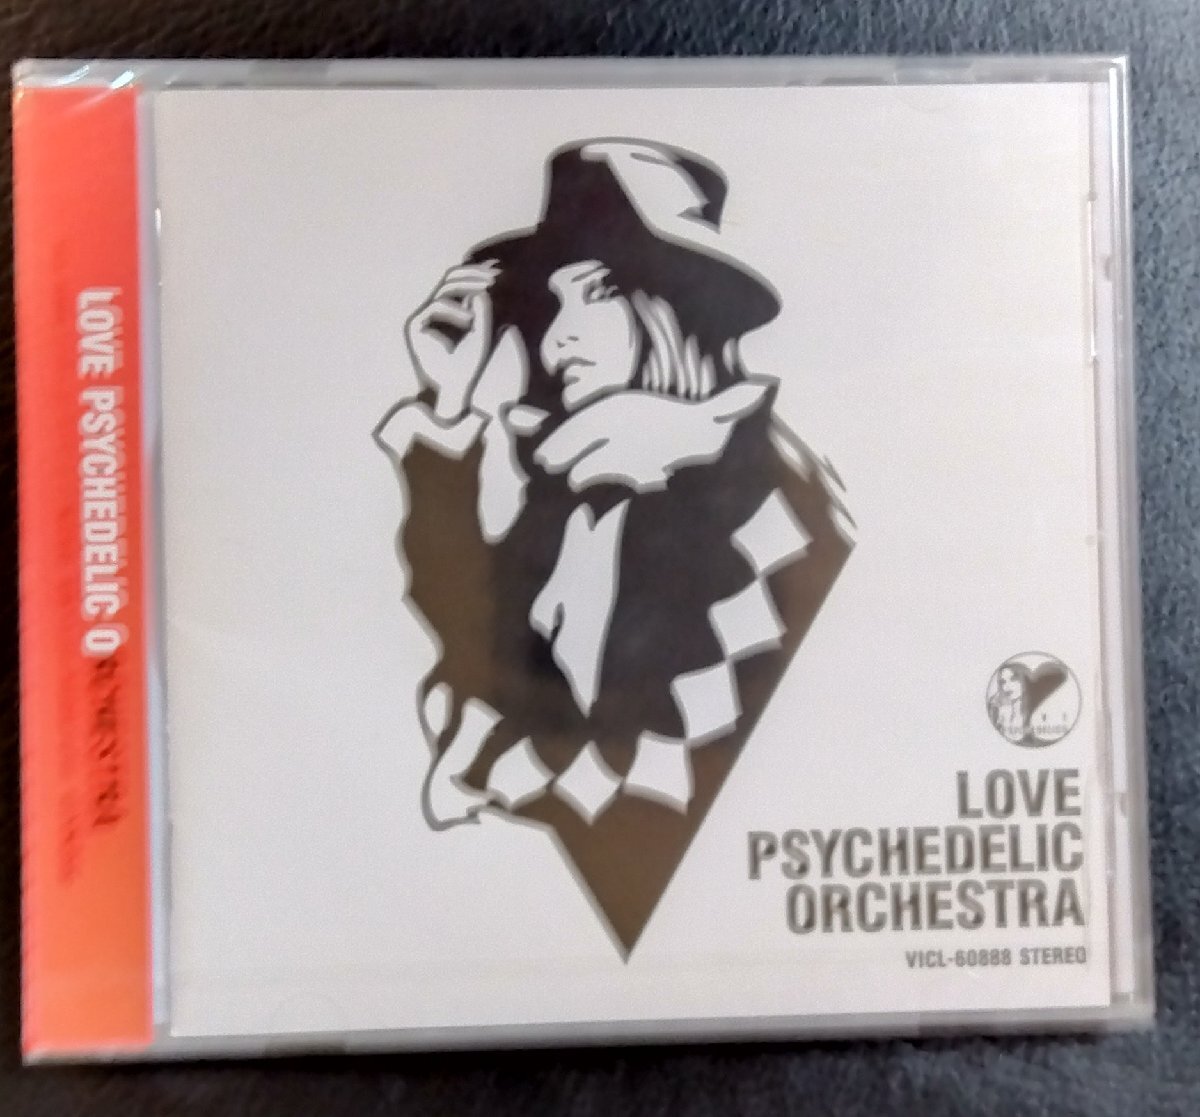 LOVE PSYCHEDELIC O
LOVE
PSYCHEDELIC
ORCHESTRA
VICL-60888 STEREO